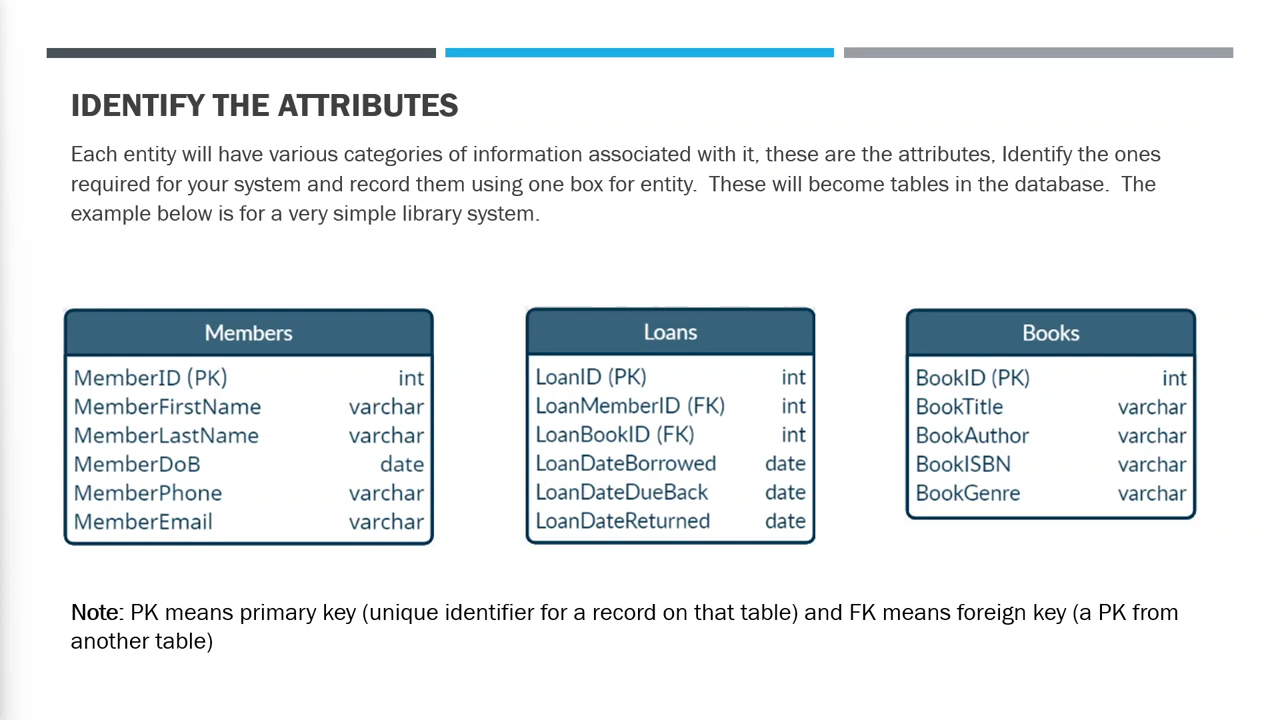 IDENTIFY THE ATTRIBUTES
Each entity will have various categories of information associated with it, these are the attributes, Identify the ones
required for your system and record them using one box for entity.  These will become tables in the database.  The
example below is for a very simple library system.
Members
MemberID (PK) int
MemberFirstName varchar
MemberLastName varchar
MemberDoB date
MemberPhone varchar
MemberEmail varchar
Loans
LoanID (PK) int
LoanMemberID (FK) int
LoanBookID (FK) int
LoanDateBorrowed date
LoanDateDueBack date
LoanDateReturned date
Books
BookID (PK) int
BookTitle varchar
BookAuthor varchar
BookISBN varchar
BookGenre varchar
Note: PK means primary key (unique identifier for a record on that table) and FK means foreign key (a PK from
another table)